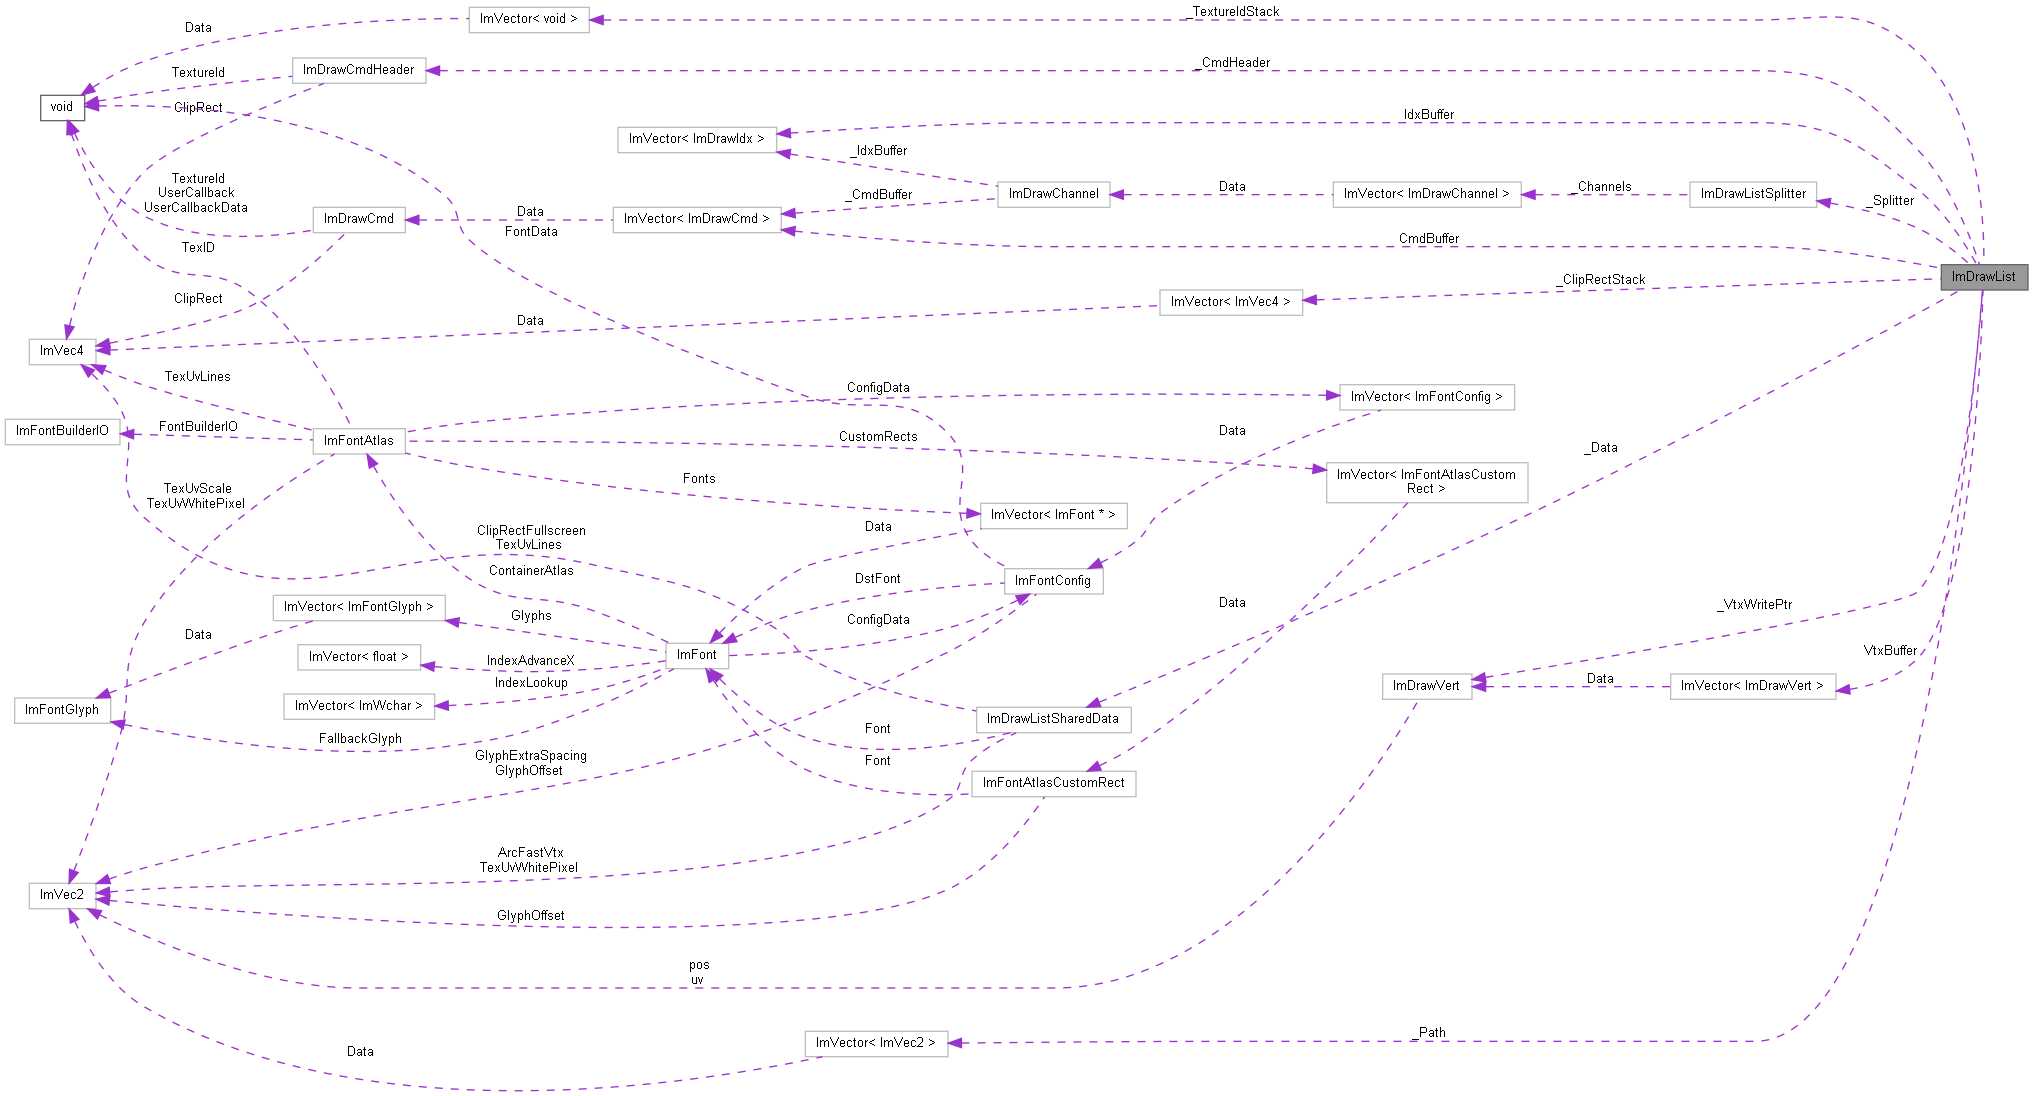 ImVector< void >
_TextureIdStack
Data
ImDrawCmdHeader
_CmdHeader
TextureId
void
ClipRect
ImVector< ImDrawIdx >
IdxBuffer
_IdxBuffer
TextureId
UserCallback
UserCallbackData
ImDrawChannel
Data
ImVector< ImDrawChannel >
_Channels
ImDrawListSplitter
_CmdBuffer
_Splitter
ImDrawCmd
Data
ImVector< ImDrawCmd >
FontData
CmdBuffer
TexID
ImDrawList
_ClipRectStack
ClipRect
ImVector< ImVec4 >
Data
ImVec4
TexUvLines
ConfigData
ImVector< ImFontConfig >
ImFontBuilderIO
FontBuilderIO
ImFontAtlas
CustomRects
Data
_Data
Fonts
ImVector< ImFontAtlasCustom
Rect >
TexUvScale
TexUvWhitePixel
ImVector< ImFont * >
Data
ClipRectFullscreen
TexUvLines
ContainerAtlas
DstFont
ImFontConfig
ImVector< ImFontGlyph >
Glyphs
ConfigData
Data
_VtxWritePtr
Data
ImVector< float >
IndexAdvanceX
ImFont
VtxBuffer
IndexLookup
ImDrawVert
Data
ImVector< ImDrawVert >
ImFontGlyph
ImVector< ImWchar >
ImDrawListSharedData
FallbackGlyph
Font
GlyphExtraSpacing
GlyphOffset
Font
ImFontAtlasCustomRect
ArcFastVtx
TexUvWhitePixel
ImVec2
GlyphOffset
pos
uv
_Path
ImVector< ImVec2 >
Data